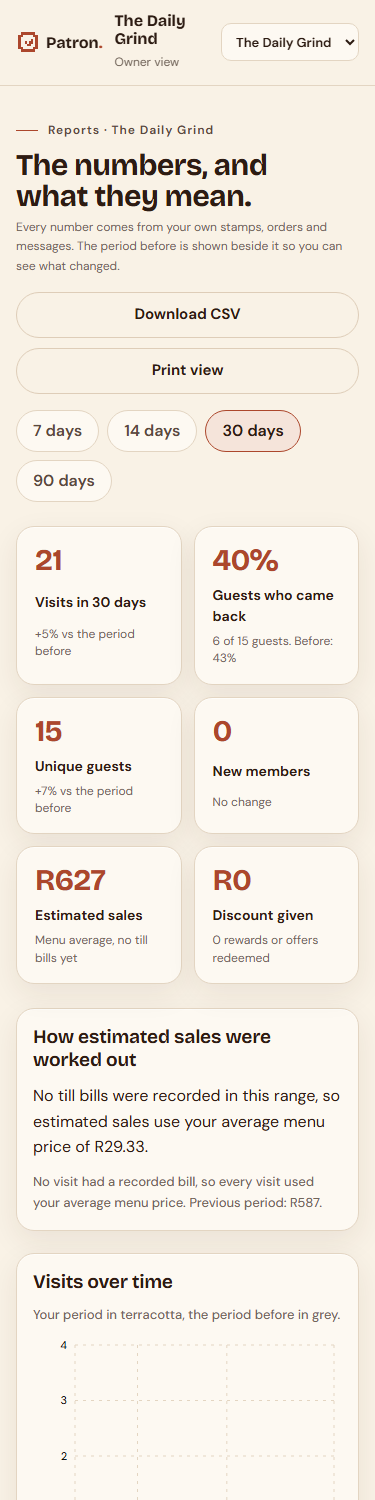 Patron.
The Daily
Grind
Owner view
The Daily Grind
Reports · The Daily Grind
The numbers, and
what they mean.
Every number comes from your own stamps, orders and
messages. The period before is shown beside it so you can
see what changed.
Download CSV
Print view
7 days
14 days
30 days
90 days
21
Visits in 30 days
+5% vs the period
before
40%
Guests who came
back
6 of 15 guests. Before:
43%
15
Unique guests
+7% vs the period
before
0
New members
No change
R627
Estimated sales
Menu average, no till
bills yet
R0
Discount given
0 rewards or offers
redeemed
How estimated sales were
worked out
No till bills were recorded in this range, so
estimated sales use your average menu
price of R29.33.
No visit had a recorded bill, so every visit used
your average menu price. Previous period: R587.
Visits over time
Your period in terracotta, the period before in grey.
4
3
2